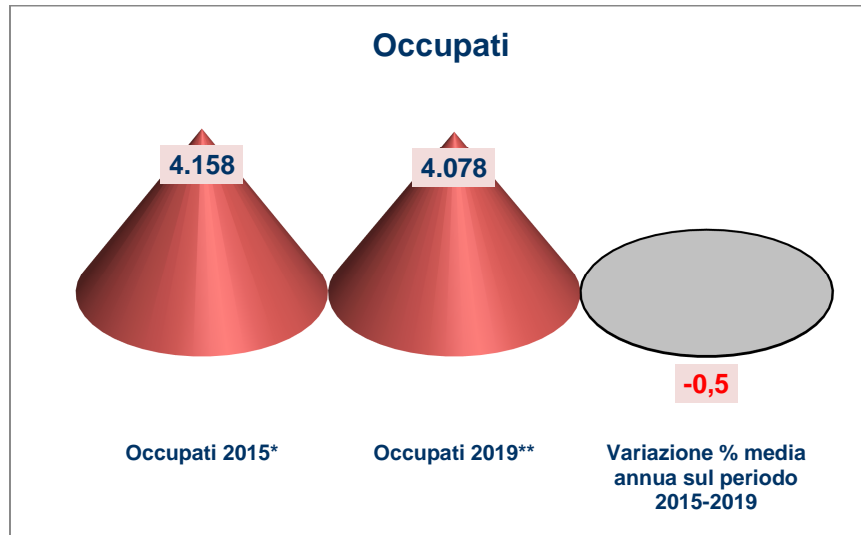 Occupati
4.158
4.078
-0,5
Occupati 2015*
Occupati 2019**
Variazione % media
annua sul periodo
2015-2019